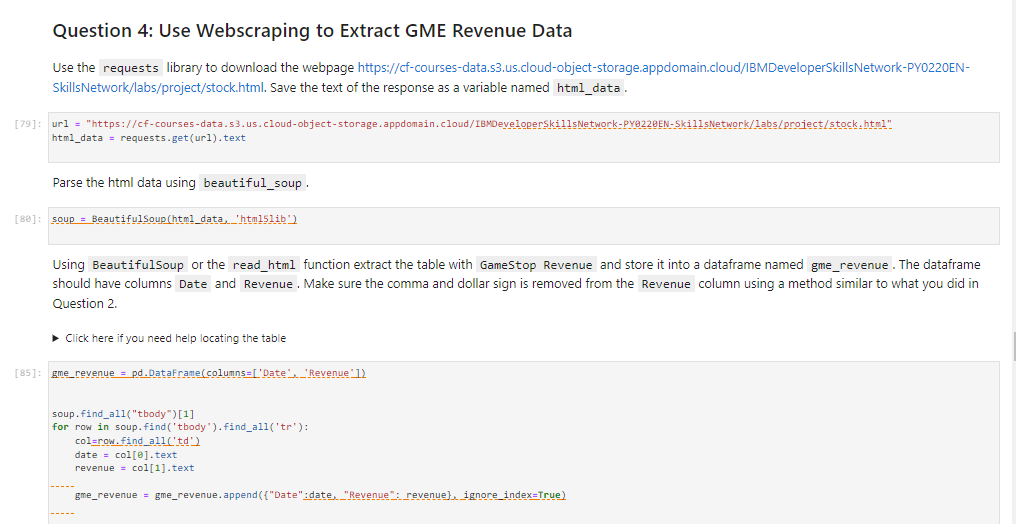 Question 4: Use Webscraping to Extract GME Revenue Data
Use the requests library to download the webpage https://cf-courses-data.s3.us.cloud-object-storage.appdomain.cloud/IBMDeveloperSkillsNetwork-PY0220EN-
SkillsNetwork/labs/project/stock.html. Save the text of the response as a variable named html_data.
[79]: url = "https://cf-courses-data.s3.us.cloud-object-storage.appdomain.cloud/IBMDeveloperSkillsNetwork-PY0220EN-SkillsNetwork/labs/project/stock.html"
html_data = requests.get(url).text
Parse the html data using beautiful_soup.
[80]: soup = BeautifulSoup(html_data, 'html5lib')
Using BeautifulSoup or the read_html function extract the table with GameStop Revenue and store it into a dataframe named gme_revenue. The dataframe
should have columns Date and Revenue. Make sure the comma and dollar sign is removed from the Revenue column using a method similar to what you did in
Question 2.
▶ Click here if you need help locating the table
[85]: gme_revenue = pd.DataFrame(columns=['Date', 'Revenue'])
soup.find_all("tbody")[1]
for row in soup.find('tbody').find_all('tr'):
    col=row.find_all('td')
    date = col[0].text
    revenue = col[1].text
    gme_revenue = gme_revenue.append({"Date":date, "Revenue": revenue}, ignore_index=True)